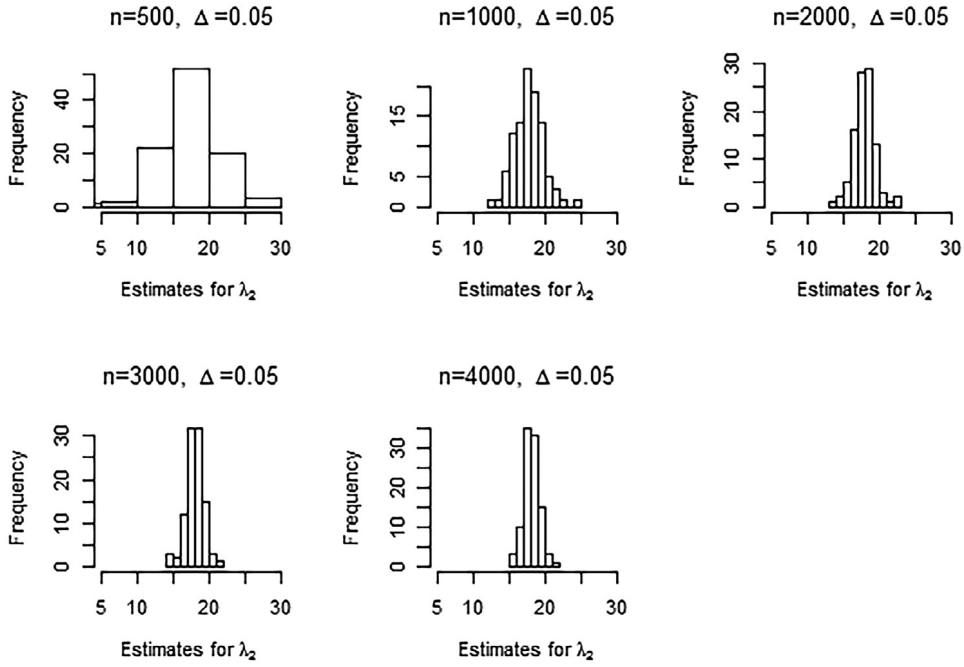 n=500, Δ=0.05
Frequency
0 20 40
5 10 20 30
Estimates for λ₂
n=1000, Δ=0.05
Frequency
0 5 15
5 10 20 30
Estimates for λ₂
n=2000, Δ=0.05
Frequency
0 10 20 30
5 10 20 30
Estimates for λ₂
n=3000, Δ=0.05
Frequency
0 10 20 30
5 10 20 30
Estimates for λ₂
n=4000, Δ=0.05
Frequency
0 10 20 30
5 10 20 30
Estimates for λ₂